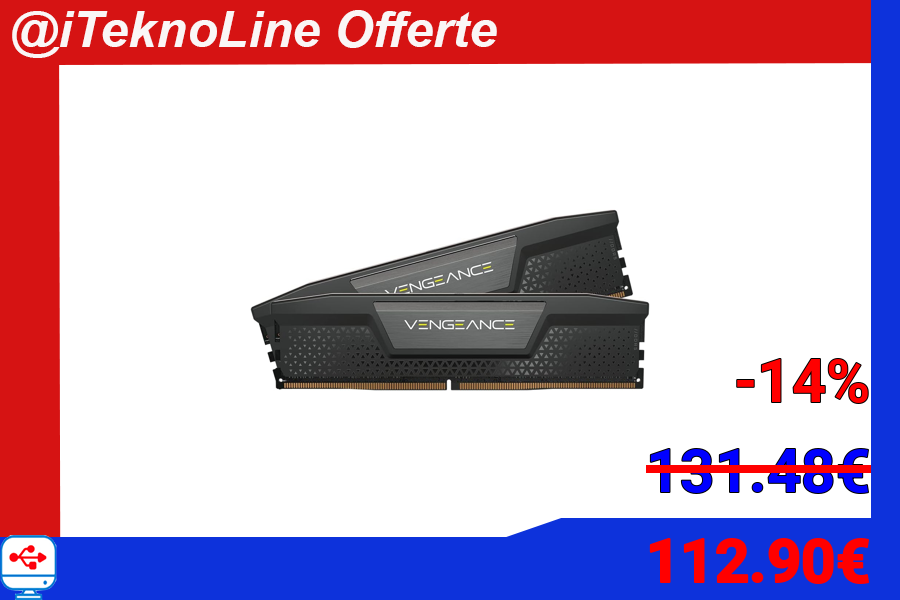 @iTeknoLine Offerte
VENGEANCE
VENGEANCE
-14%
131.48€
112.90€